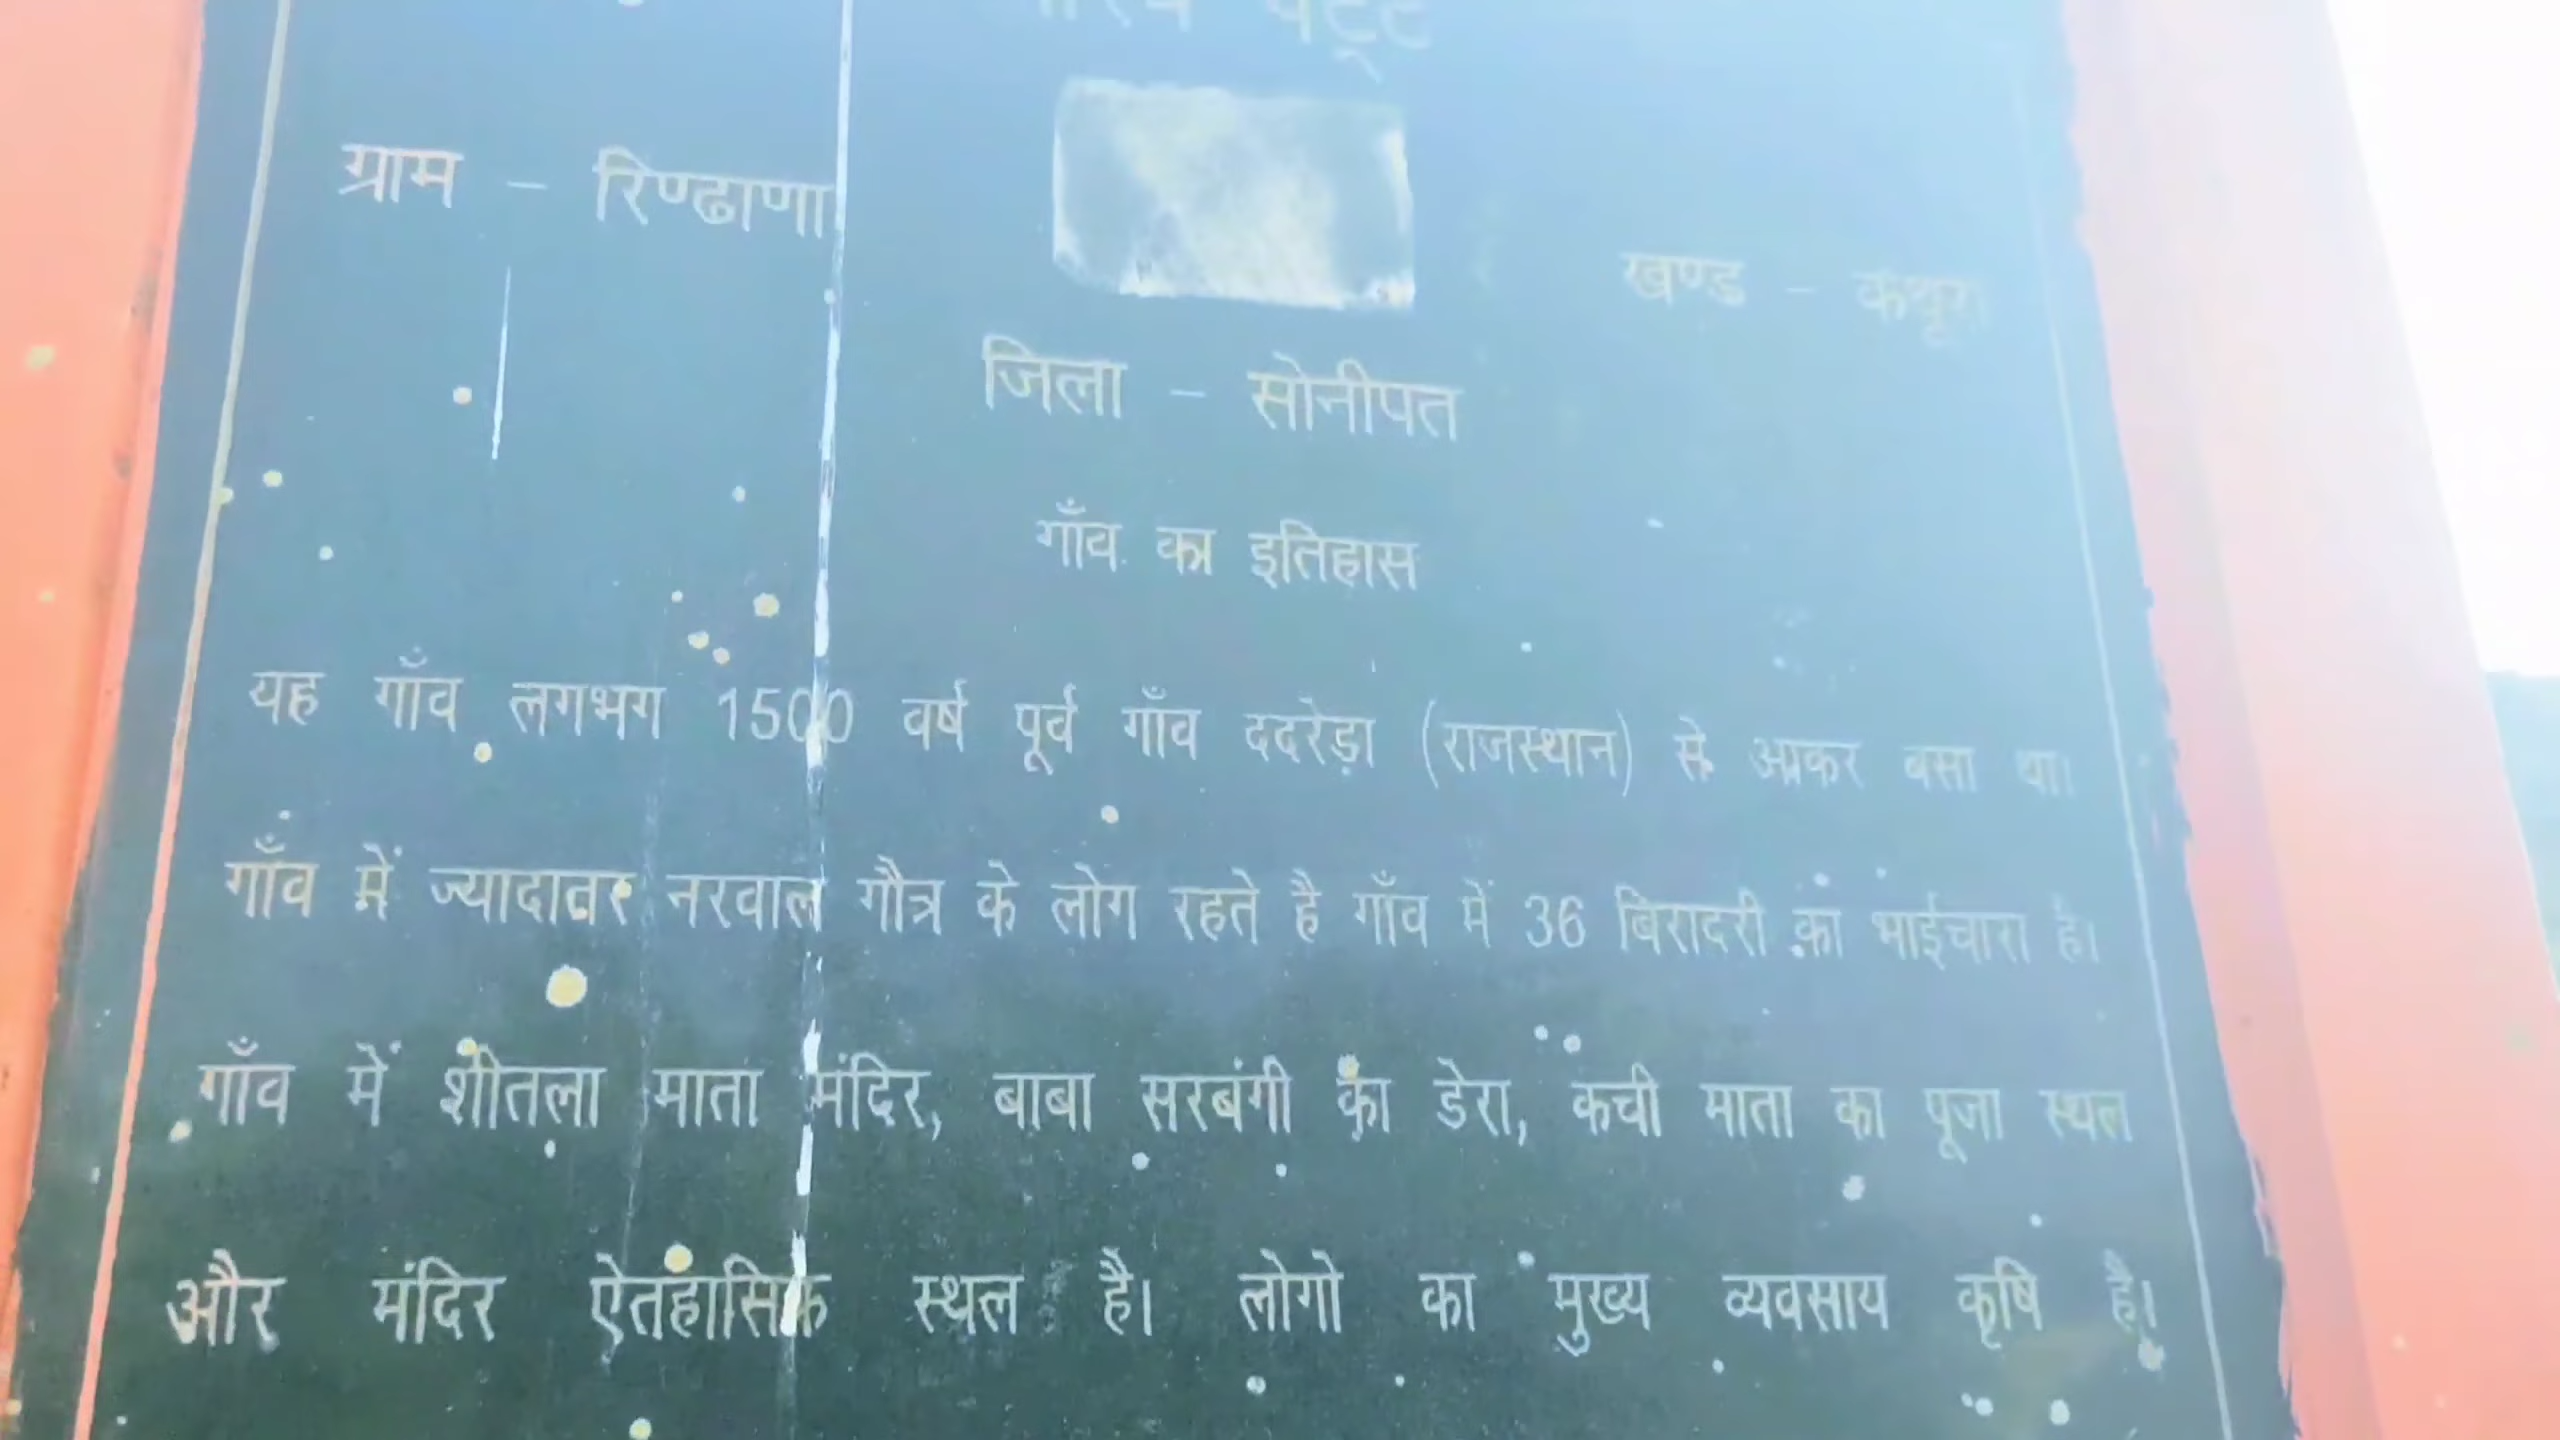 ग्राम – रिण्ढाणा
खण्ड – कथूरा
जिला – सोनीपत
गाँव का इतिहास
यह गाँव लगभग 1500 वर्ष पूर्व गाँव ददरेड़ा (राजस्थान) से आकर बसा था।
गाँव में ज्यादातर नरवाल गौत्र के लोग रहते है गाँव में 36 बिरादरी का भाईचारा है।
गाँव में शीतला माता मंदिर, बाबा सरबंगी का डेरा, कची माता का पूजा स्थल
और मंदिर ऐतहासिक स्थल है। लोगो का मुख्य व्यवसाय कृषि है।